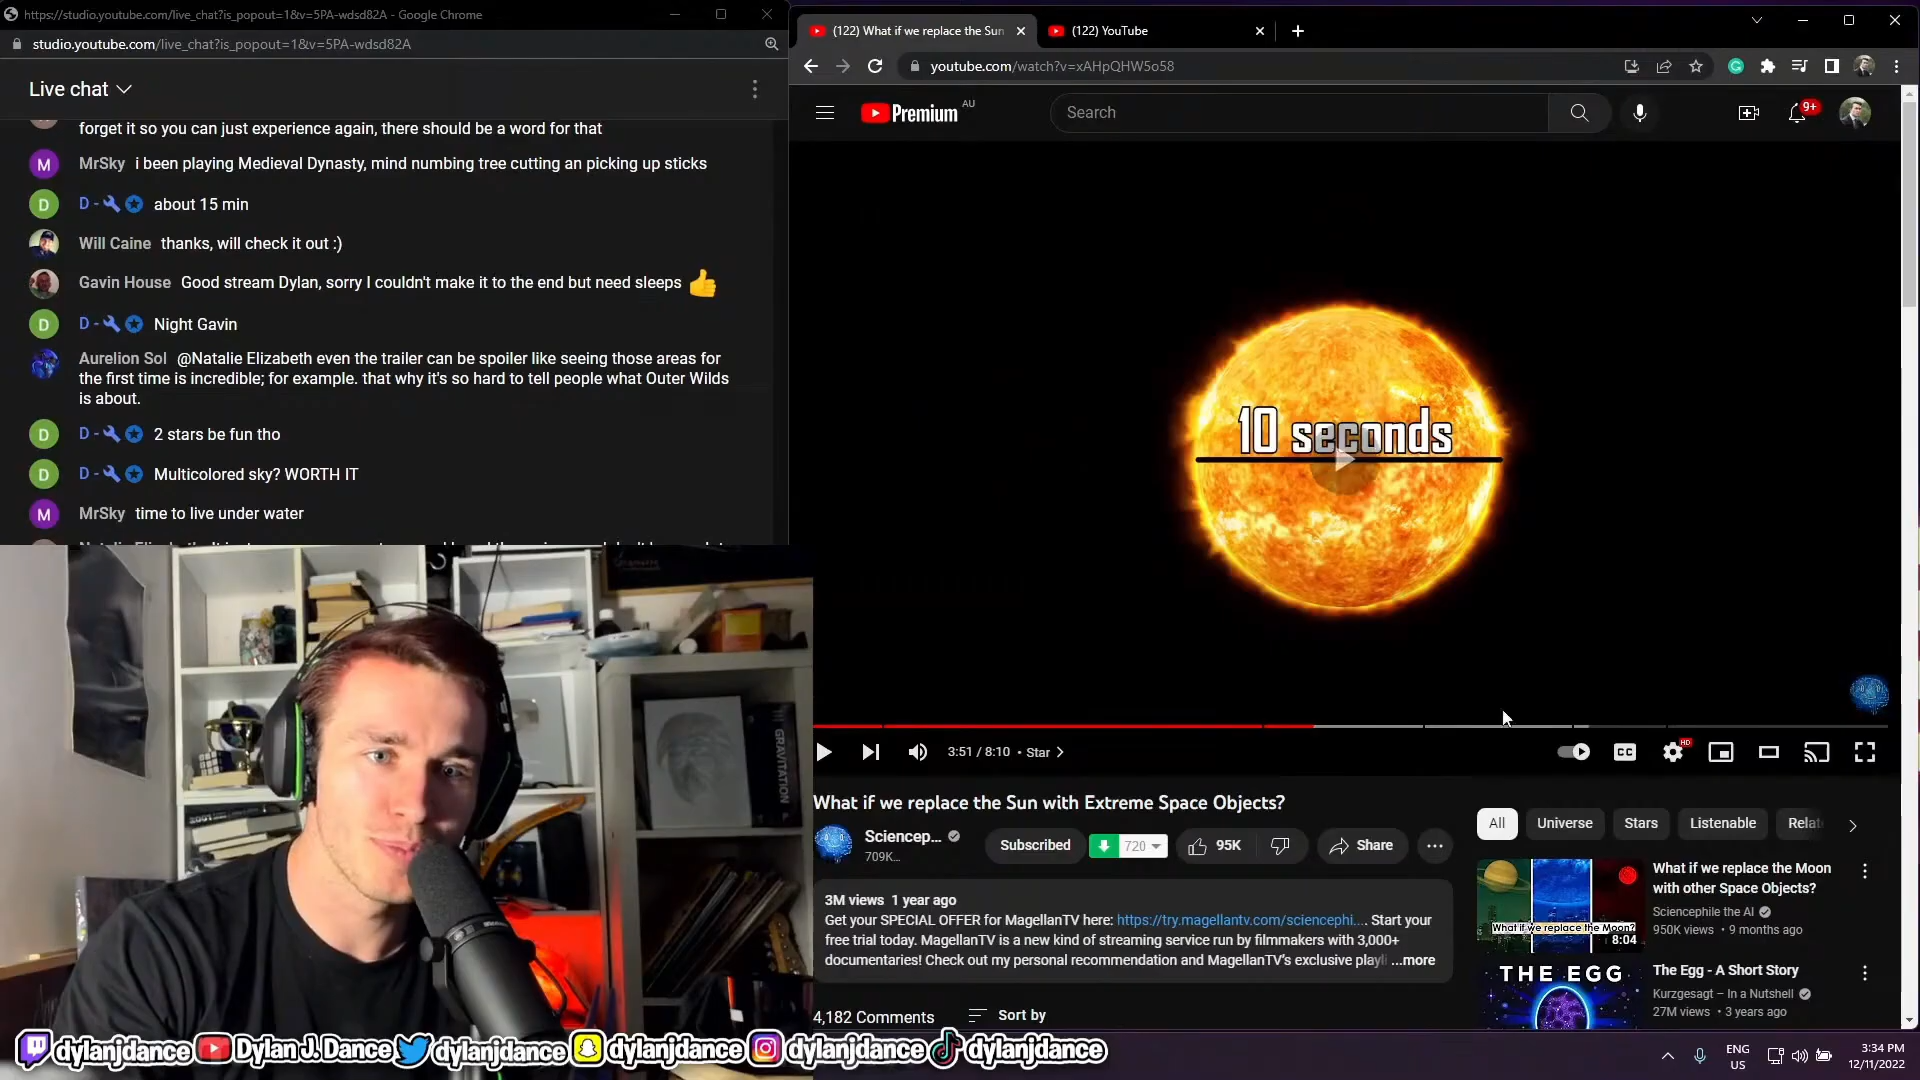 https://studio.youtube.com/live_chat?is_popout=1&v=5PA-wdsd82A - Google Chrome
studio.youtube.com/live_chat?is_popout=1&v=5PA-wdsd82A
Live chat
forget it so you can just experience again, there should be a word for that
M MrSky i been playing Medieval Dynasty, mind numbing tree cutting an picking up sticks
D D - about 15 min
Will Caine thanks, will check it out :)
Gavin House Good stream Dylan, sorry I couldn't make it to the end but need sleeps
D D - Night Gavin
Aurelion Sol @Natalie Elizabeth even the trailer can be spoiler like seeing those areas for
the first time is incredible; for example. that why it's so hard to tell people what Outer Wilds
is about.
D D - 2 stars be fun tho
D D - Multicolored sky? WORTH IT
M MrSky time to live under water
GRAVITATION
dylanjdance Dylan J. Dance dylanjdance dylanjdance dylanjdance dylanjdance
(122) What if we replace the Sun
(122) YouTube
youtube.com/watch?v=xAHpQHW5o58
Premium AU
Search
9+
10 seconds
3:51 / 8:10 • Star
CC
HD
What if we replace the Sun with Extreme Space Objects?
Sciencep...
709K...
Subscribed
720
95K
Share
3M views 1 year ago
Get your SPECIAL OFFER for MagellanTV here: https://try.magellantv.com/sciencephi.... Start your
free trial today. MagellanTV is a new kind of streaming service run by filmmakers with 3,000+
documentaries! Check out my personal recommendation and MagellanTV's exclusive playli ...more
4,182 Comments
Sort by
All
Universe
Stars
Listenable
Relat
What if we replace the Moon?
8:04
What if we replace the Moon
with other Space Objects?
Sciencephile the AI
950K views • 9 months ago
THE EGG
The Egg - A Short Story
Kurzgesagt – In a Nutshell
27M views • 3 years ago
ENG
US
3:34 PM
12/11/2022